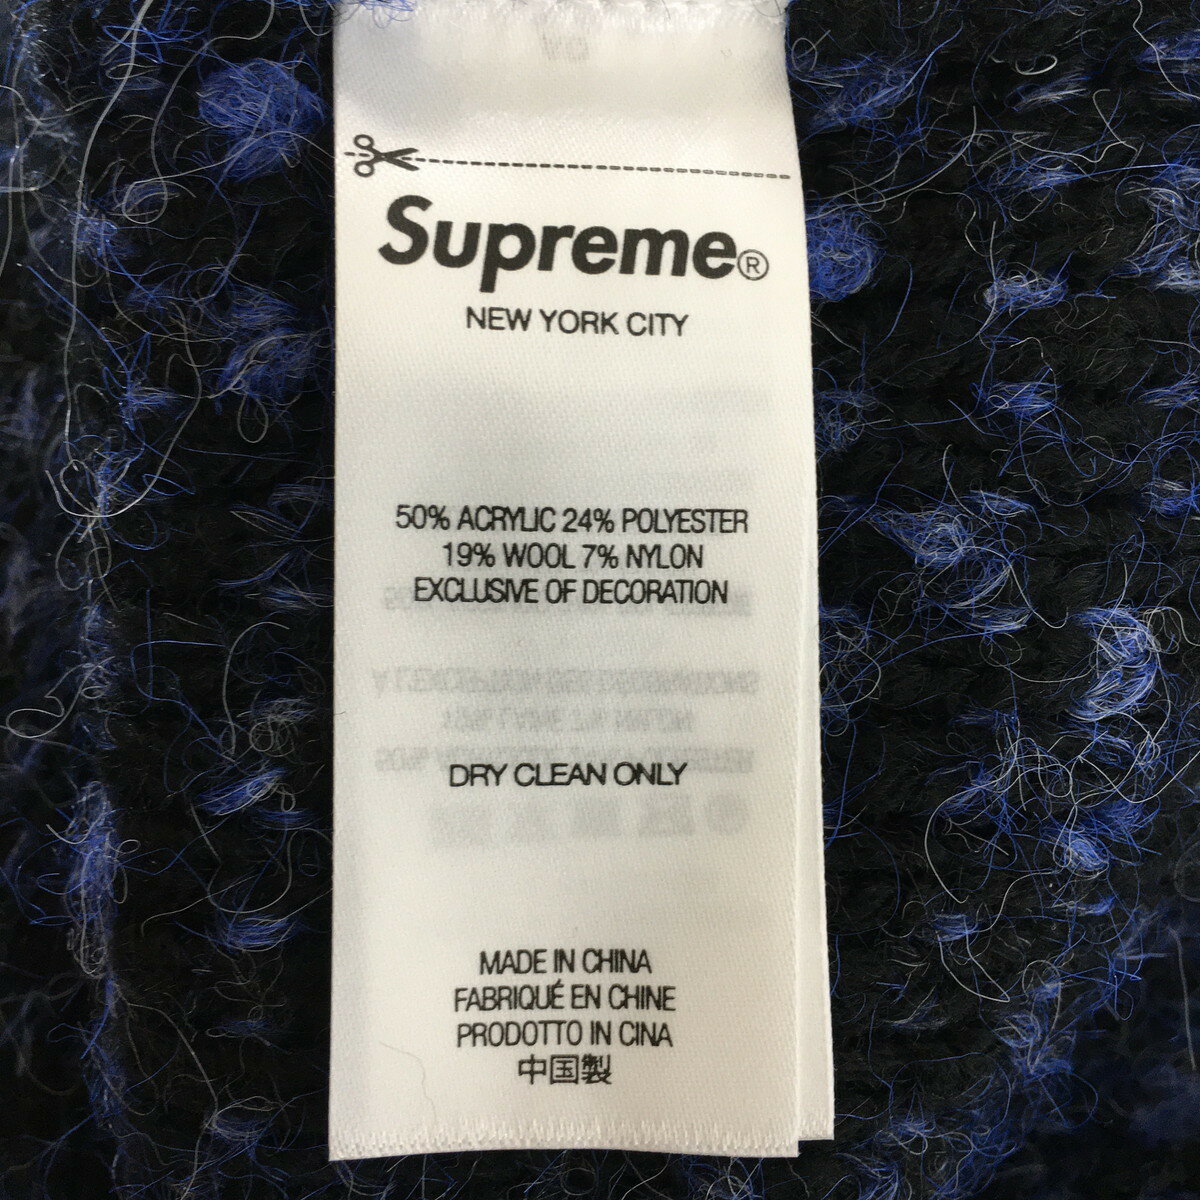 Supreme®
NEW YORK CITY
50% ACRYLIC 24% POLYESTER
19% WOOL 7% NYLON
EXCLUSIVE OF DECORATION
DRY CLEAN ONLY
MADE IN CHINA
FABRIQUÉ EN CHINE
PRODOTTO IN CINA
中国製